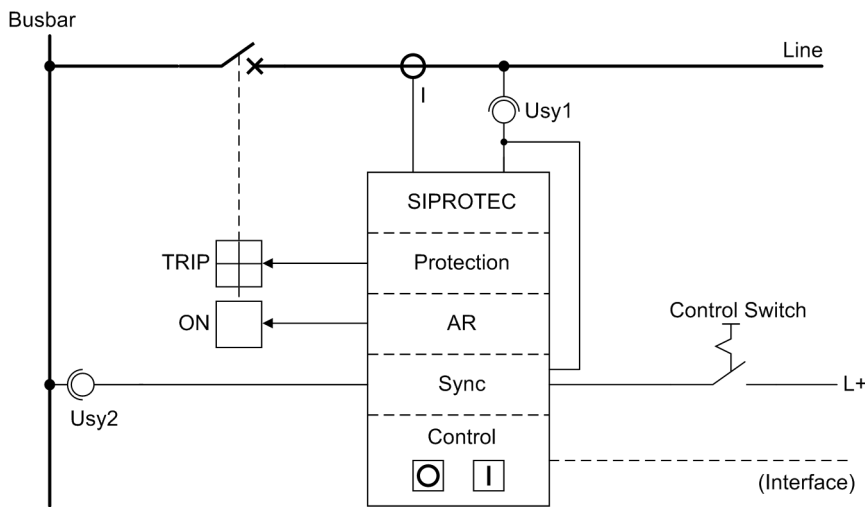 Busbar
Line
I
Usy1
SIPROTEC
TRIP
Protection
ON
AR
Control Switch
Sync
L+
Usy2
Control
I
(Interface)